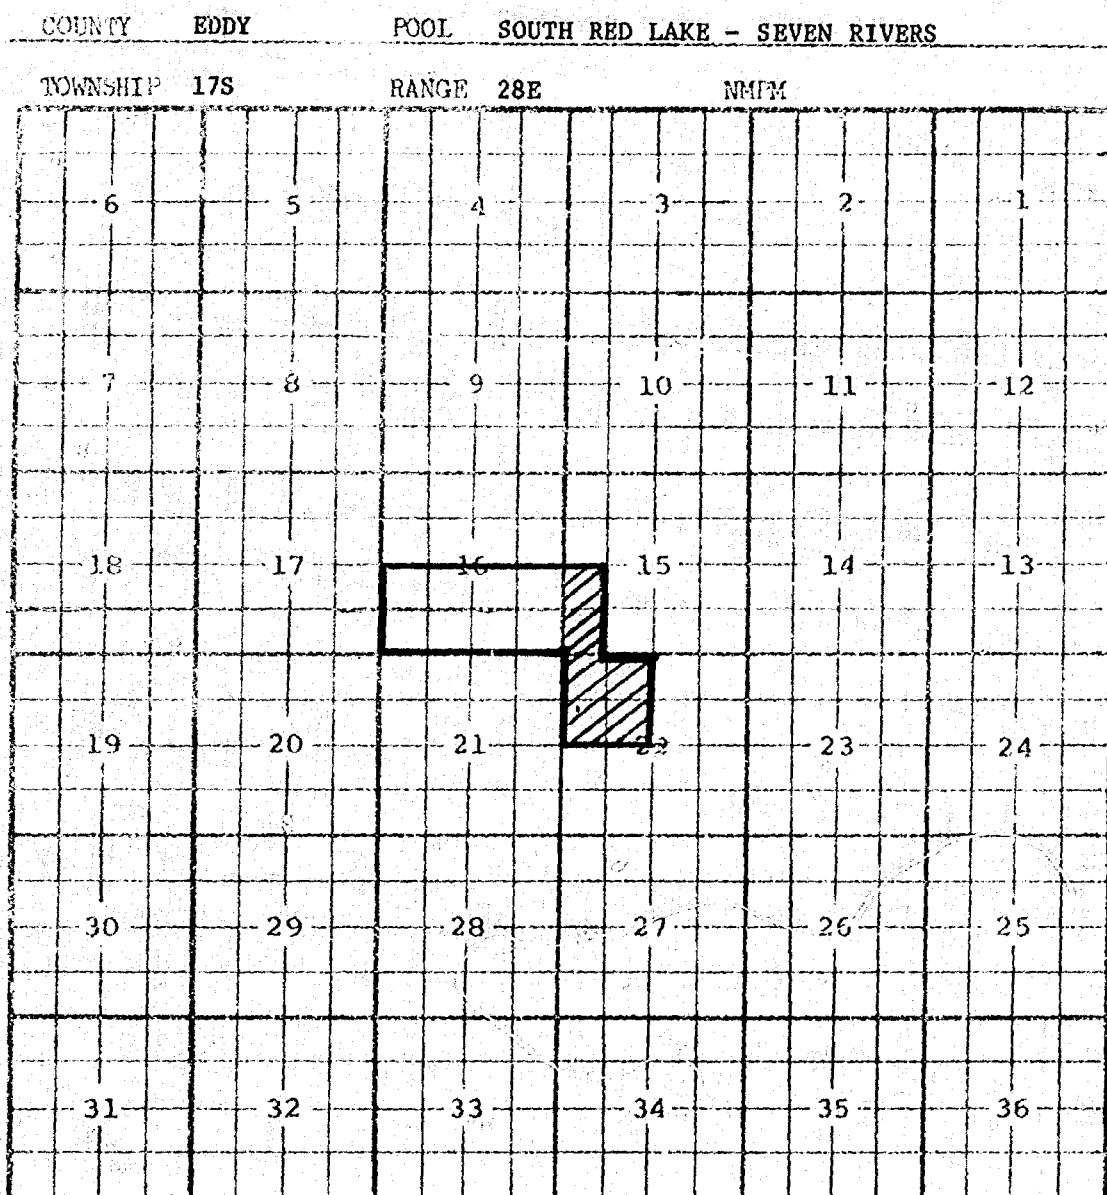 COUNTY EDDY POOL SOUTH RED LAKE - SEVEN RIVERS
TOWNSHIP 17S RANGE 28E NMPM
6 5 4 3 2 1
7 8 9 10 11 12
18 17 16 15 14 13
19 20 21 22 23 24
30 29 28 27 26 25
31 32 33 34 35 36